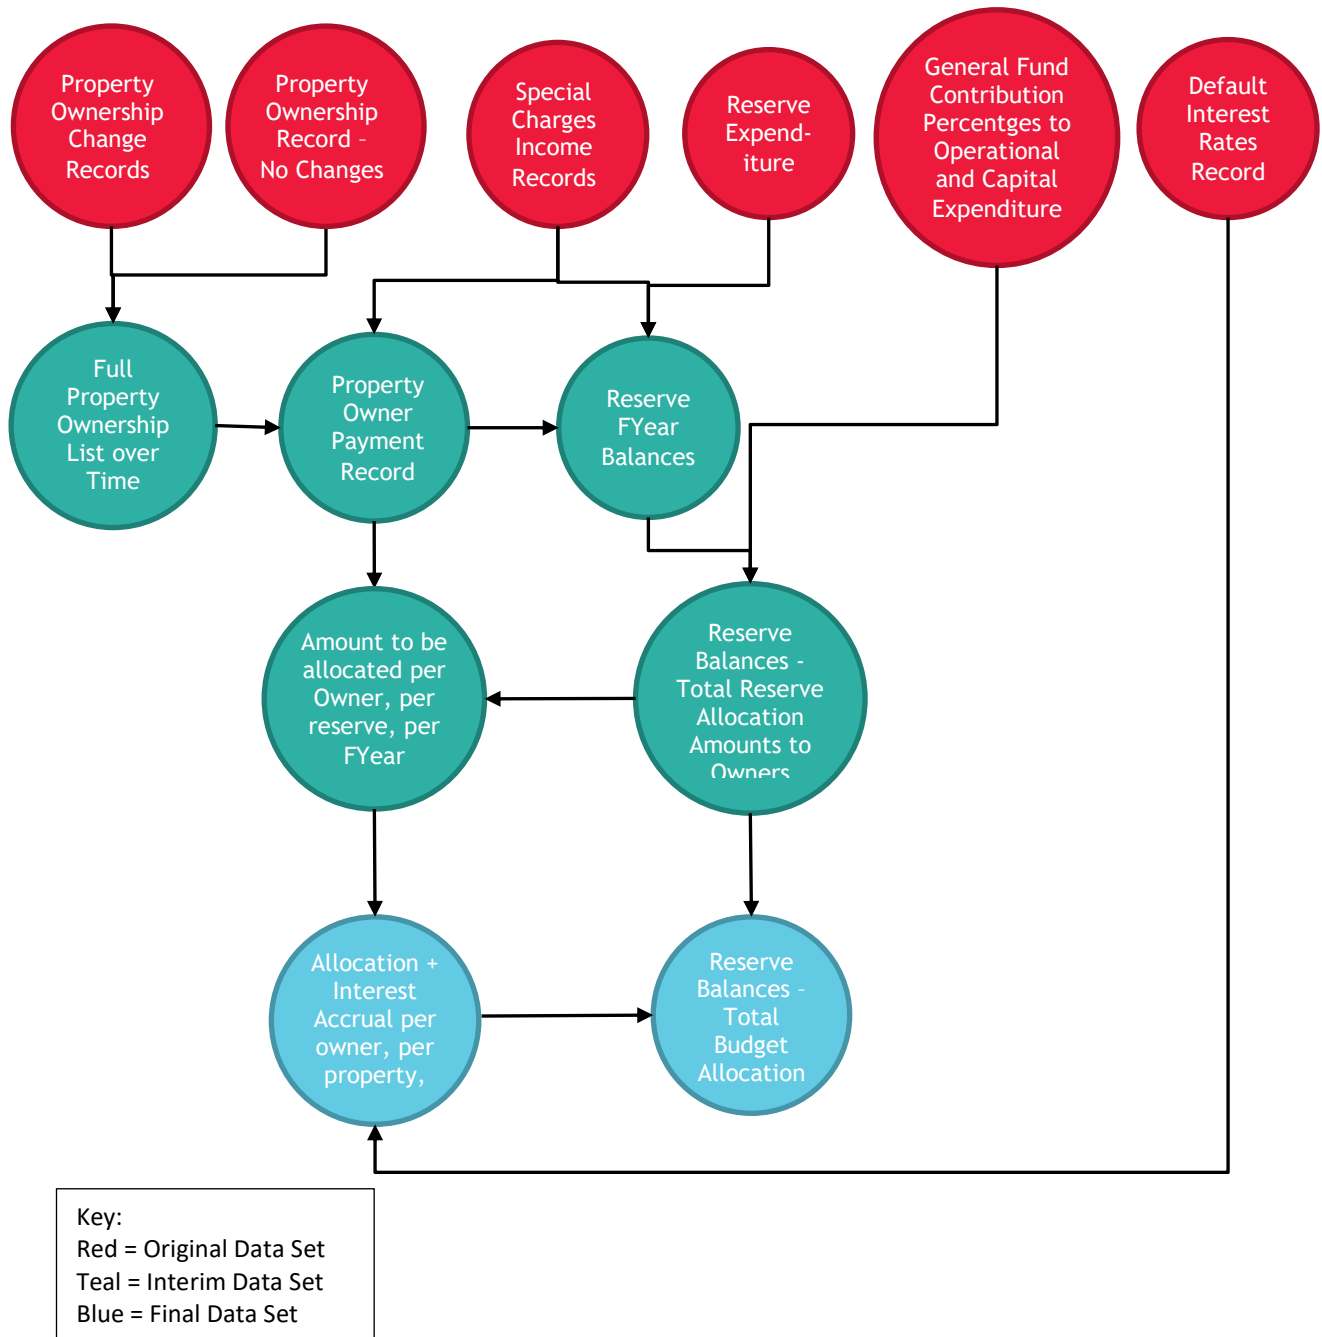 Property
Ownership
Change
Records
Property
Ownership
Record –
No Changes
Special
Charges
Income
Records
Reserve
Expend-
iture
General Fund
Contribution
Percentges to
Operational
and Capital
Expenditure
Default
Interest
Rates
Record
Full
Property
Ownership
List over
Time
Property
Owner
Payment
Record
Reserve
FYear
Balances
Amount to be
allocated per
Owner, per
reserve, per
FYear
Reserve
Balances -
Total Reserve
Allocation
Amounts to
Owners
Allocation +
Interest
Accrual per
owner, per
property,
Reserve
Balances –
Total
Budget
Allocation
Key:
Red = Original Data Set
Teal = Interim Data Set
Blue = Final Data Set